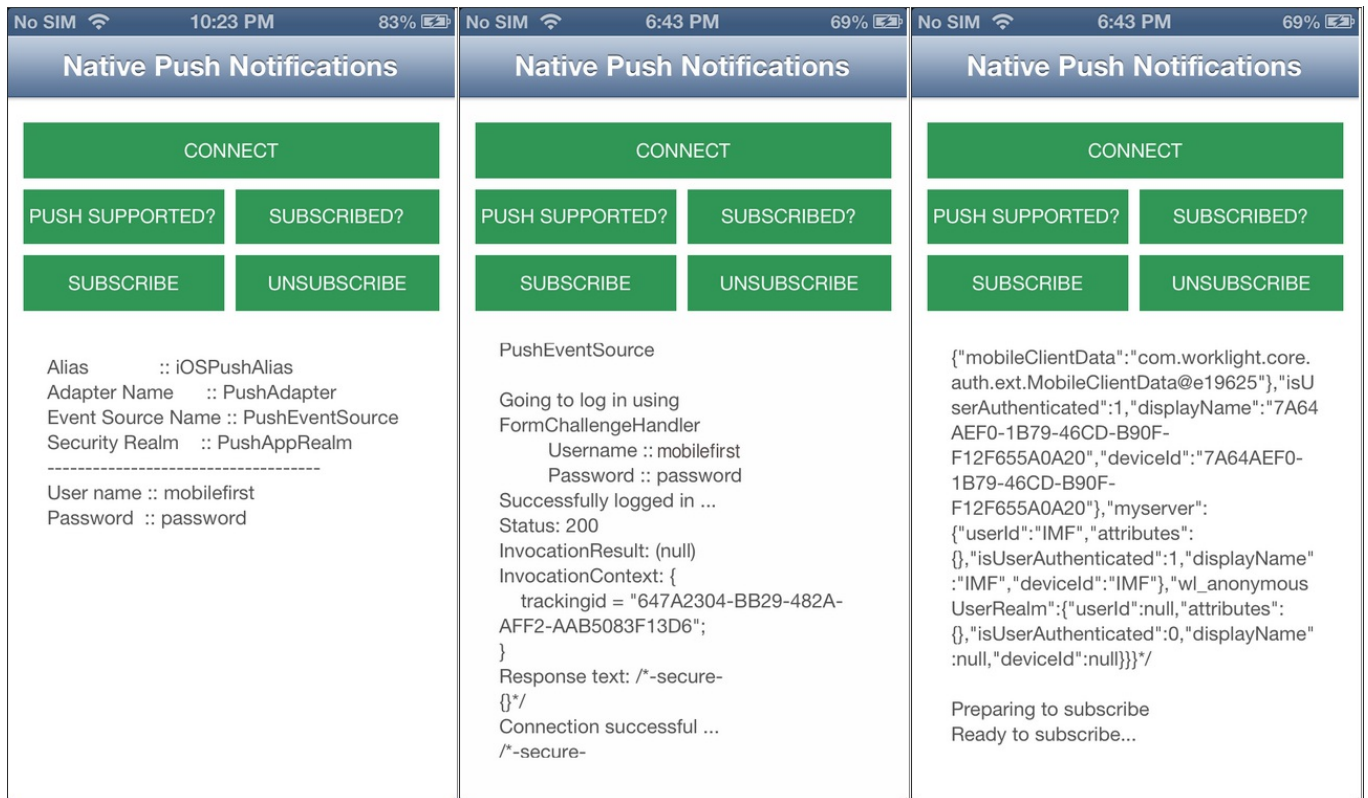 No SIM 10:23 PM 83%
Native Push Notifications
CONNECT
PUSH SUPPORTED? SUBSCRIBED?
SUBSCRIBE UNSUBSCRIBE
Alias :: iOSPushAlias
Adapter Name :: PushAdapter
Event Source Name :: PushEventSource
Security Realm :: PushAppRealm
------------------------------------
User name :: mobilefirst
Password :: password
No SIM 6:43 PM 69%
Native Push Notifications
CONNECT
PUSH SUPPORTED? SUBSCRIBED?
SUBSCRIBE UNSUBSCRIBE
PushEventSource
Going to log in using
FormChallengeHandler
Username :: mobilefirst
Password :: password
Successfully logged in ...
Status: 200
InvocationResult: (null)
InvocationContext: {
trackingid = "647A2304-BB29-482A-
AFF2-AAB5083F13D6";
}
Response text: /*-secure-
{}*/
Connection successful ...
/*-secure-
No SIM 6:43 PM 69%
Native Push Notifications
CONNECT
PUSH SUPPORTED? SUBSCRIBED?
SUBSCRIBE UNSUBSCRIBE
{"mobileClientData":"com.worklight.core.
auth.ext.MobileClientData@e19625"},"isU
serAuthenticated":1,"displayName":"7A64
AEF0-1B79-46CD-B90F-
F12F655A0A20","deviceId":"7A64AEF0-
1B79-46CD-B90F-
F12F655A0A20"},"myserver":
{"userId":"IMF","attributes":
{},"isUserAuthenticated":1,"displayName"
:"IMF","deviceId":"IMF"},"wl_anonymous
UserRealm":{"userId":null,"attributes":
{},"isUserAuthenticated":0,"displayName"
:null,"deviceId":null}}}*/
Preparing to subscribe
Ready to subscribe...